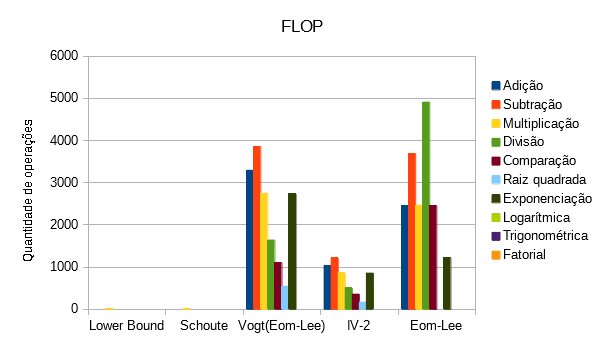 FLOP
6000
5000
4000
3000
2000
1000
0
Quantidade de operações
Lower Bound
Schoute
Vogt(Eom-Lee)
IV-2
Eom-Lee
Adição
Subtração
Multiplicação
Divisão
Comparação
Raiz quadrada
Exponenciação
Logarítmica
Trigonométrica
Fatorial